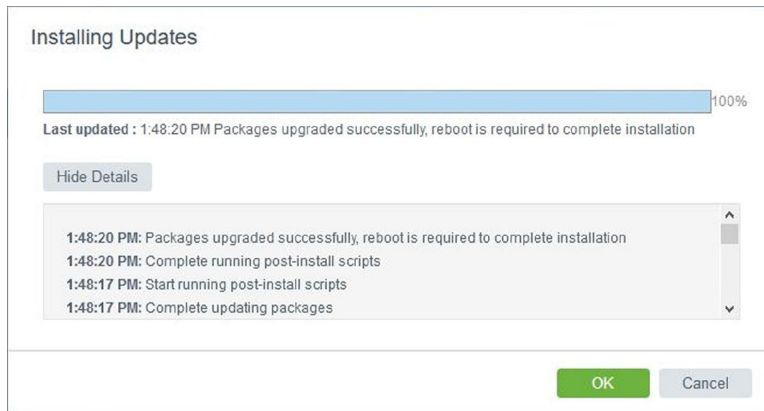 Installing Updates
100%
Last updated : 1:48:20 PM Packages upgraded successfully, reboot is required to complete installation
Hide Details
1:48:20 PM: Packages upgraded successfully, reboot is required to complete installation
1:48:20 PM: Complete running post-install scripts
1:48:17 PM: Start running post-install scripts
1:48:17 PM: Complete updating packages
OK Cancel